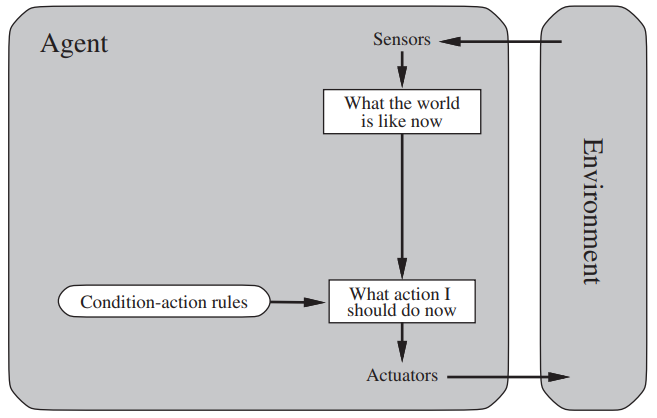 Agent
Sensors
What the world
is like now
Condition-action rules
What action I
should do now
Actuators
Environment